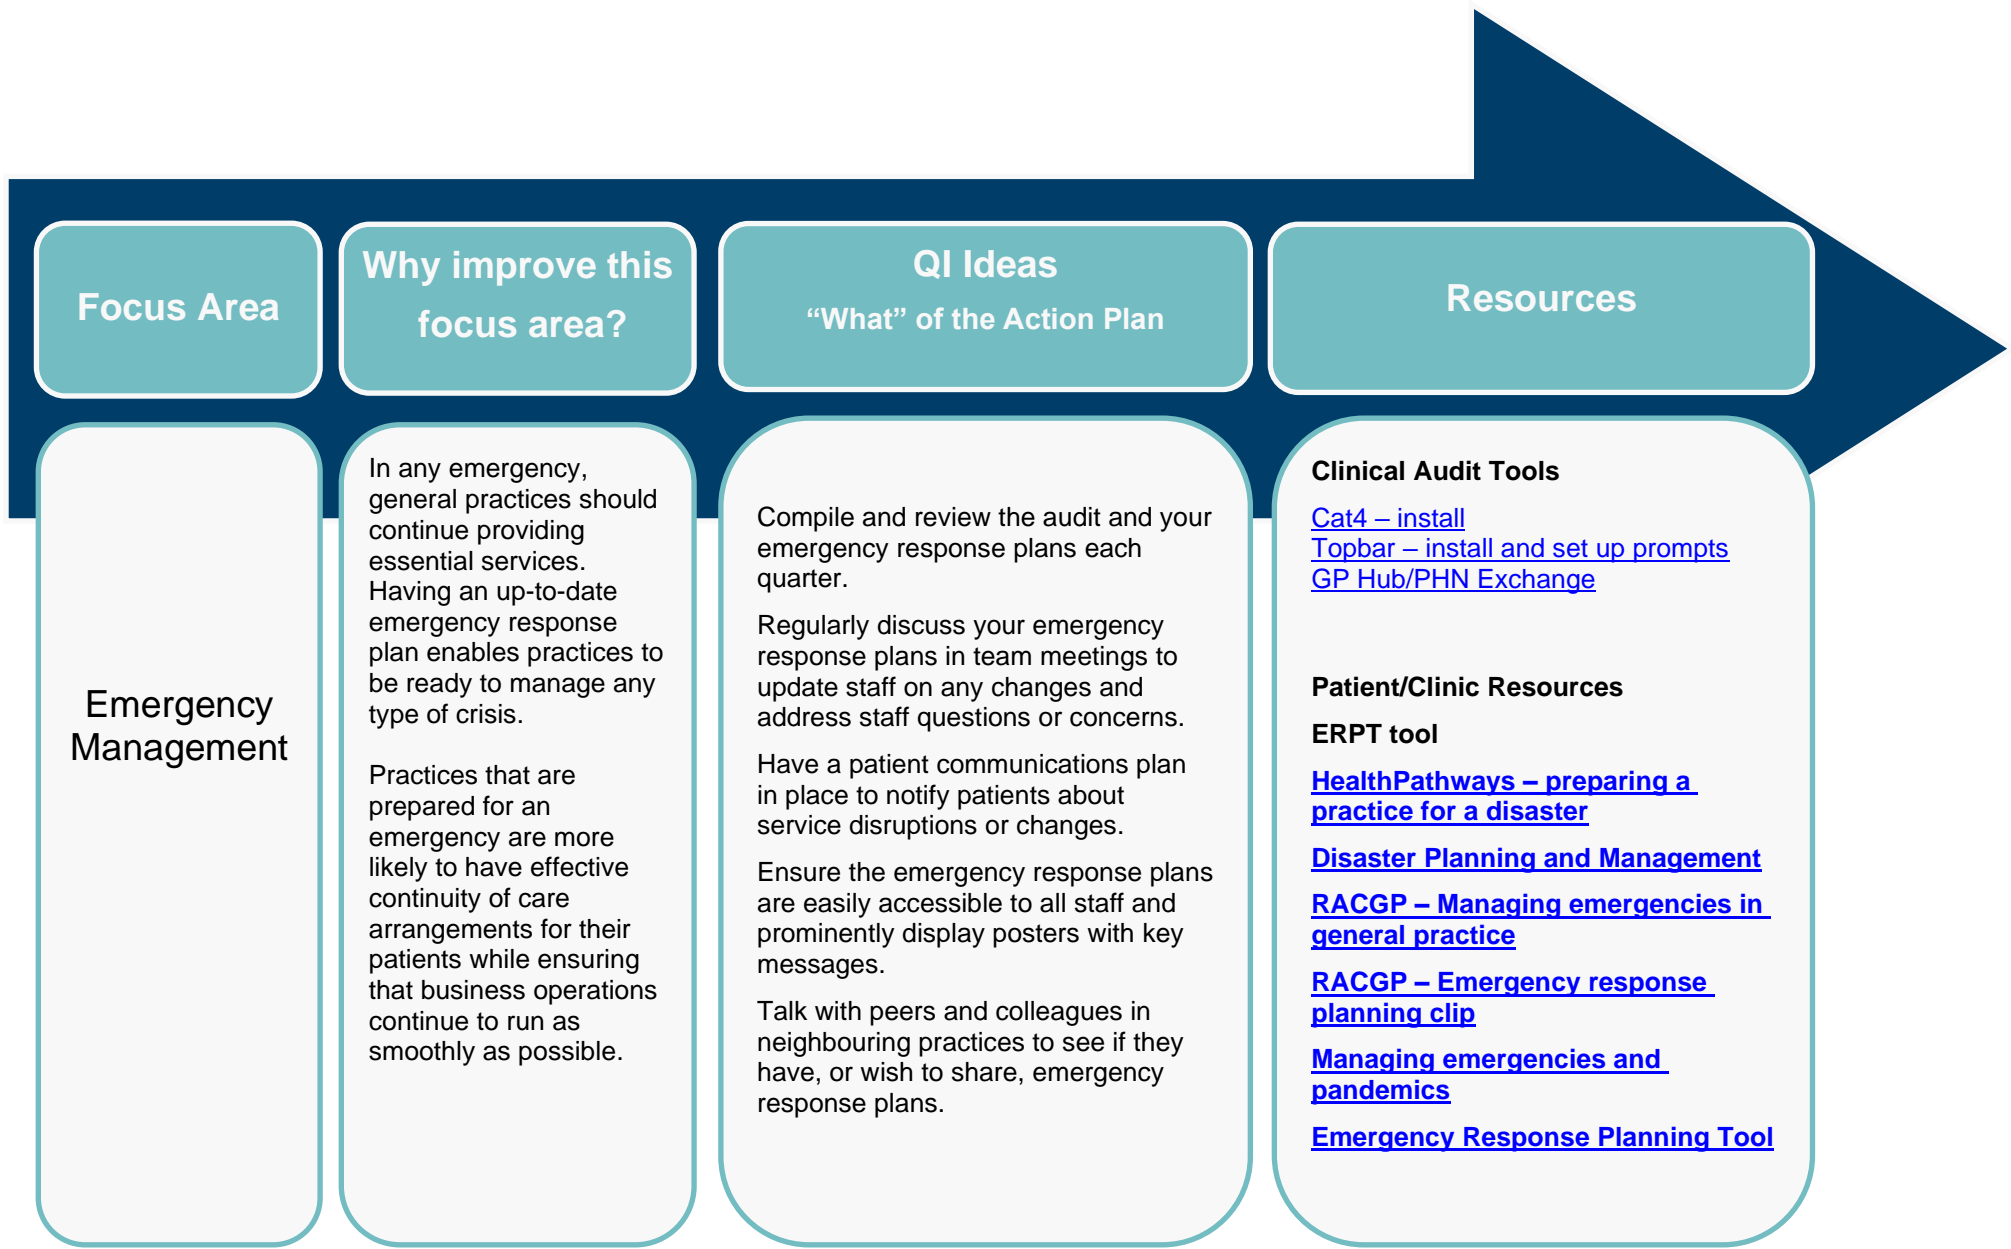 Focus Area
Why improve this
focus area?
QI Ideas
“What” of the Action Plan
Resources
Emergency
Management
In any emergency,
general practices should
continue providing
essential services.
Having an up-to-date
emergency response
plan enables practices to
be ready to manage any
type of crisis.
Practices that are
prepared for an
emergency are more
likely to have effective
continuity of care
arrangements for their
patients while ensuring
that business operations
continue to run as
smoothly as possible.
Compile and review the audit and your
emergency response plans each
quarter.
Regularly discuss your emergency
response plans in team meetings to
update staff on any changes and
address staff questions or concerns.
Have a patient communications plan
in place to notify patients about
service disruptions or changes.
Ensure the emergency response plans
are easily accessible to all staff and
prominently display posters with key
messages.
Talk with peers and colleagues in
neighbouring practices to see if they
have, or wish to share, emergency
response plans.
Clinical Audit Tools
Cat4 – install
Topbar – install and set up prompts
GP Hub/PHN Exchange
Patient/Clinic Resources
ERPT tool
HealthPathways – preparing a
practice for a disaster
Disaster Planning and Management
RACGP – Managing emergencies in
general practice
RACGP – Emergency response
planning clip
Managing emergencies and
pandemics
Emergency Response Planning Tool